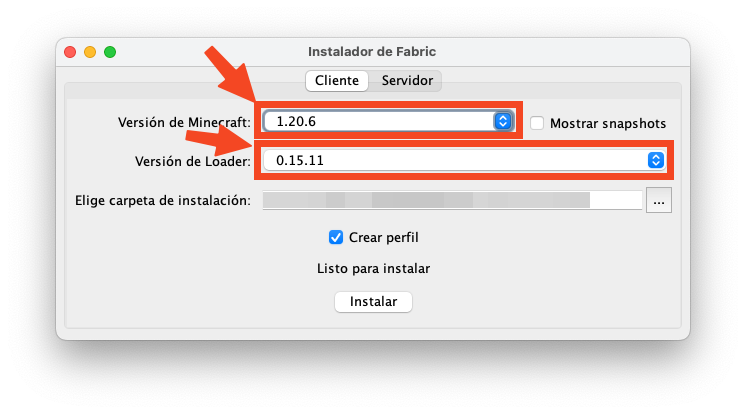 Instalador de Fabric
Cliente Servidor
Versión de Minecraft: 1.20.6 Mostrar snapshots
Versión de Loader: 0.15.11
Elige carpeta de instalación: ...
Crear perfil
Listo para instalar
Instalar